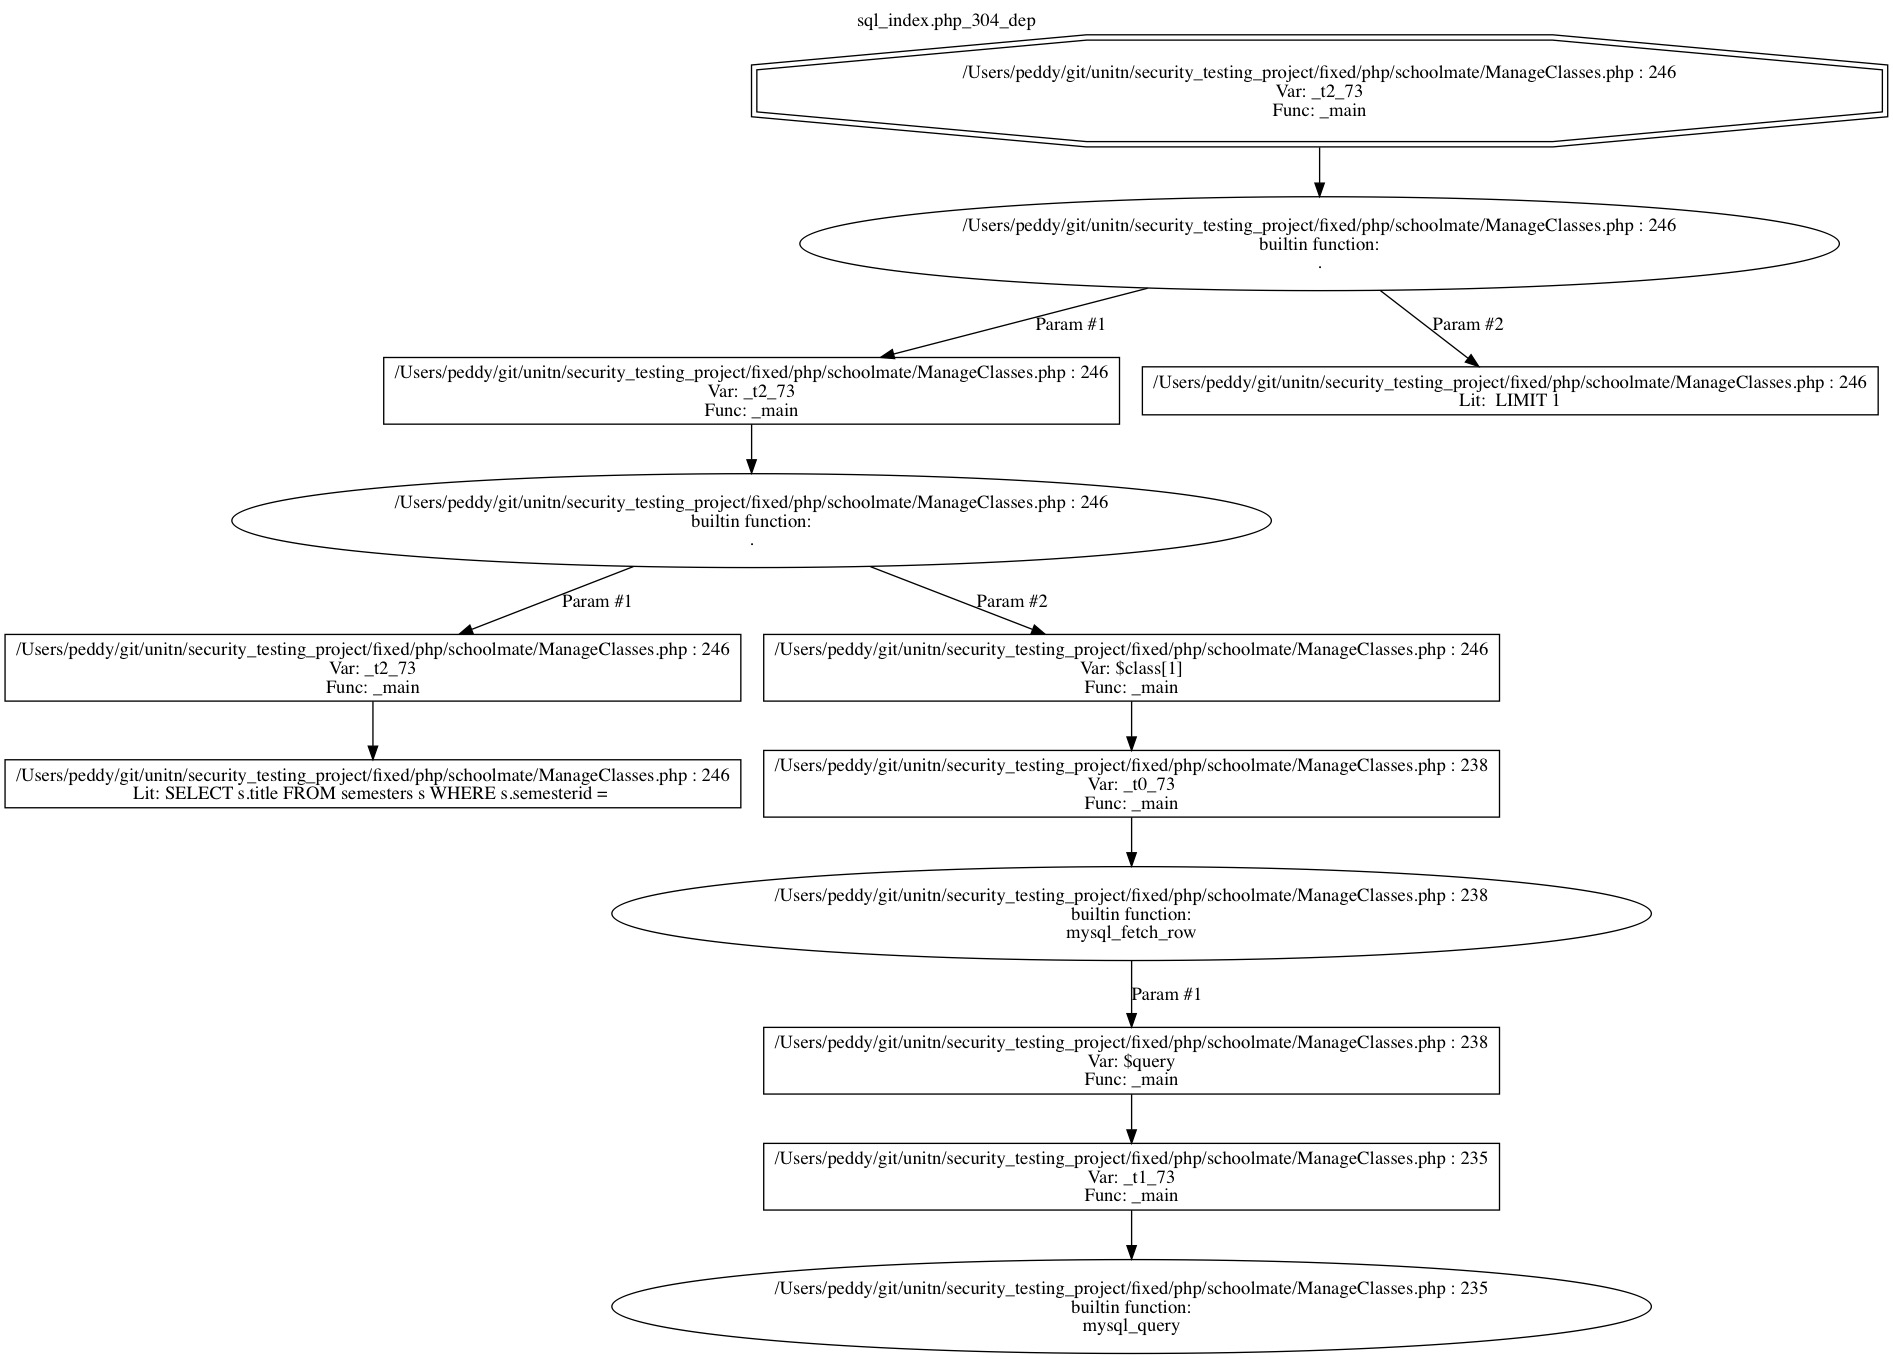 sql_index.php_304_dep
/Users/peddy/git/unitn/security_testing_project/fixed/php/schoolmate/ManageClasses.php : 246
Var: _t2_73
Func: _main
/Users/peddy/git/unitn/security_testing_project/fixed/php/schoolmate/ManageClasses.php : 246
builtin function:
.
Param #1
Param #2
/Users/peddy/git/unitn/security_testing_project/fixed/php/schoolmate/ManageClasses.php : 246
Var: _t2_73
Func: _main
/Users/peddy/git/unitn/security_testing_project/fixed/php/schoolmate/ManageClasses.php : 246
Lit:  LIMIT 1
/Users/peddy/git/unitn/security_testing_project/fixed/php/schoolmate/ManageClasses.php : 246
builtin function:
.
Param #1
Param #2
/Users/peddy/git/unitn/security_testing_project/fixed/php/schoolmate/ManageClasses.php : 246
Var: _t2_73
Func: _main
/Users/peddy/git/unitn/security_testing_project/fixed/php/schoolmate/ManageClasses.php : 246
Var: $class[1]
Func: _main
/Users/peddy/git/unitn/security_testing_project/fixed/php/schoolmate/ManageClasses.php : 246
Lit: SELECT s.title FROM semesters s WHERE s.semesterid =
/Users/peddy/git/unitn/security_testing_project/fixed/php/schoolmate/ManageClasses.php : 238
Var: _t0_73
Func: _main
/Users/peddy/git/unitn/security_testing_project/fixed/php/schoolmate/ManageClasses.php : 238
builtin function:
mysql_fetch_row
Param #1
/Users/peddy/git/unitn/security_testing_project/fixed/php/schoolmate/ManageClasses.php : 238
Var: $query
Func: _main
/Users/peddy/git/unitn/security_testing_project/fixed/php/schoolmate/ManageClasses.php : 235
Var: _t1_73
Func: _main
/Users/peddy/git/unitn/security_testing_project/fixed/php/schoolmate/ManageClasses.php : 235
builtin function:
mysql_query